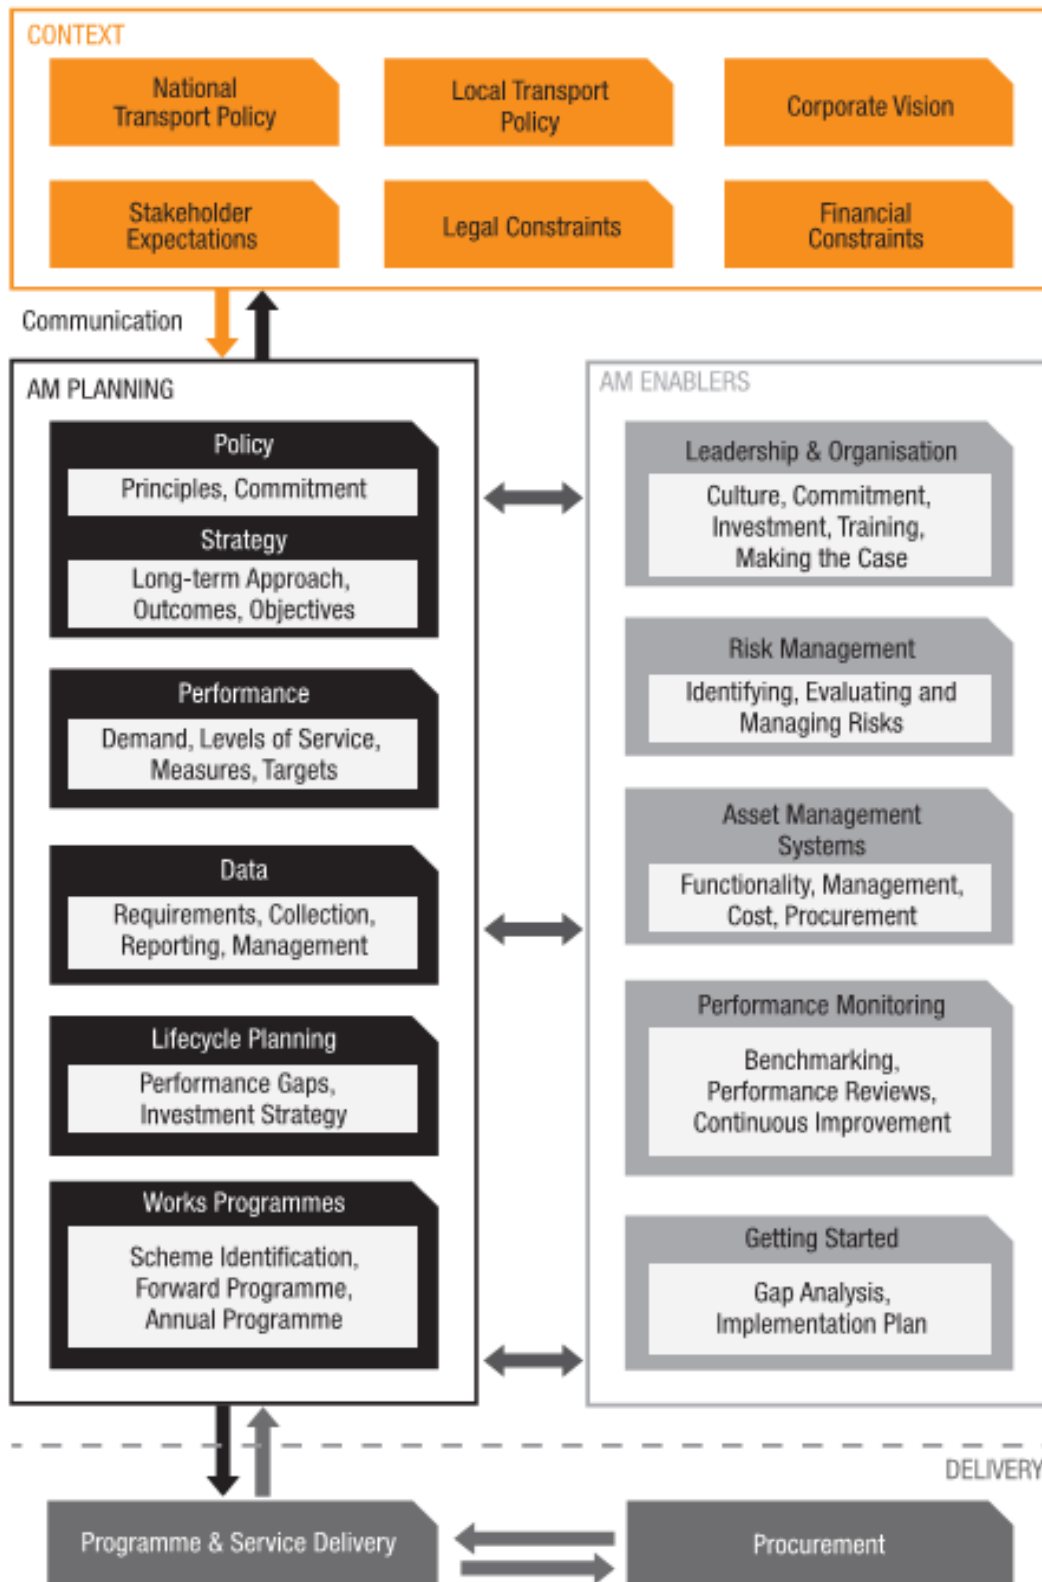 CONTEXT
National
Transport Policy
Local Transport
Policy
Corporate Vision
Stakeholder
Expectations
Legal Constraints
Financial
Constraints
Communication
AM PLANNING
Policy
Principles, Commitment
Strategy
Long-term Approach,
Outcomes, Objectives
Performance
Demand, Levels of Service,
Measures, Targets
Data
Requirements, Collection,
Reporting, Management
Lifecycle Planning
Performance Gaps,
Investment Strategy
Works Programmes
Scheme Identification,
Forward Programme,
Annual Programme
AM ENABLERS
Leadership & Organisation
Culture, Commitment,
Investment, Training,
Making the Case
Risk Management
Identifying, Evaluating and
Managing Risks
Asset Management
Systems
Functionality, Management,
Cost, Procurement
Performance Monitoring
Benchmarking,
Performance Reviews,
Continuous Improvement
Getting Started
Gap Analysis,
Implementation Plan
DELIVERY
Programme & Service Delivery
Procurement